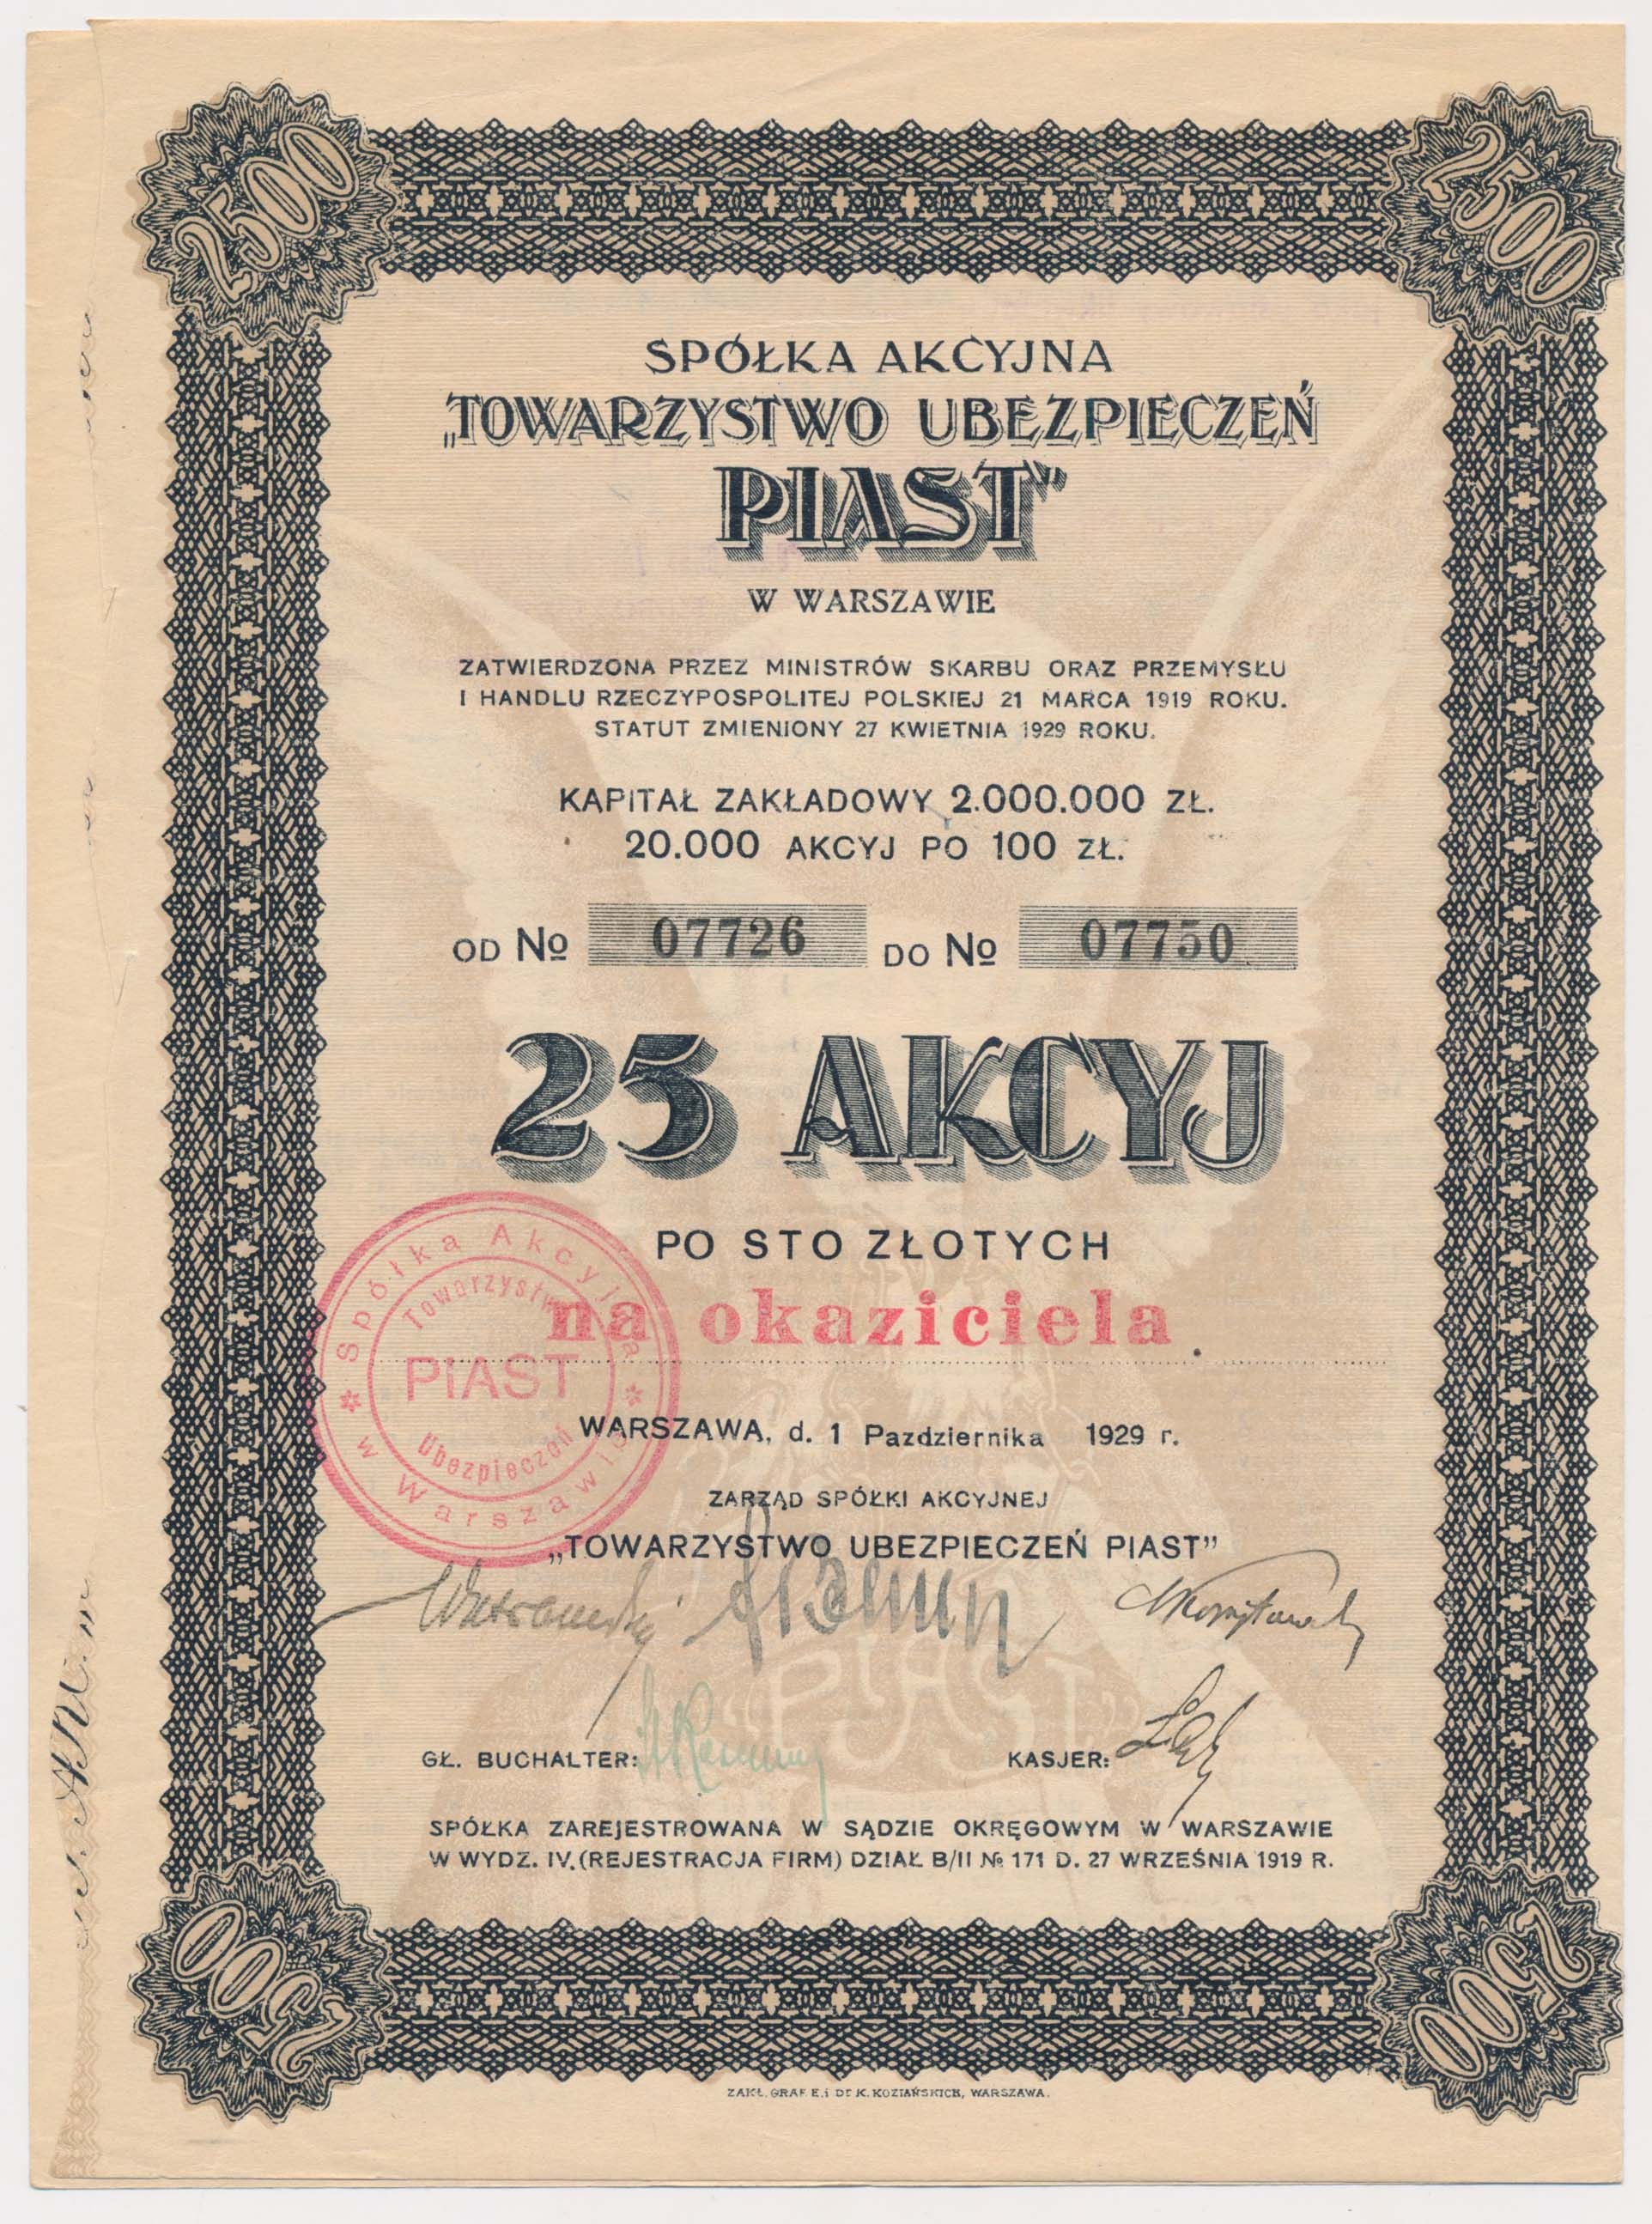 2500
2500
SPÓŁKA AKCYJNA
„TOWARZYSTWO UBEZPIECZEŃ
PIAST"
W WARSZAWIE
ZATWIERDZONA PRZEZ MINISTRÓW SKARBU ORAZ PRZEMYSŁU
I HANDLU RZECZYPOSPOLITEJ POLSKIEJ 21 MARCA 1919 ROKU.
STATUT ZMIENIONY 27 KWIETNIA 1929 ROKU.
KAPITAŁ ZAKŁADOWY 2.000.000 ZŁ.
20.000 AKCYJ PO 100 ZŁ.
OD № 07726 DO № 07750
25 AKCYJ
PO STO ZŁOTYCH
na okaziciela
Spółka Akcyjna
Towarzystwo
PIAST
Ubezpieczeń
w Warszawie
WARSZAWA, d. 1 Pazdziernika 1929 r.
ZARZĄD SPÓŁKI AKCYJNEJ
„TOWARZYSTWO UBEZPIECZEŃ PIAST"
„PIAST"
GŁ. BUCHALTER:
KASJER:
SPÓŁKA ZAREJESTROWANA W SĄDZIE OKRĘGOWYM W WARSZAWIE
W WYDZ. IV. (REJESTRACJA FIRM) DZIAŁ B/II № 171 D. 27 WRZEŚNIA 1919 R.
2500
2500
ZAKŁ. GRAF. E. i Dr K. KOZIAŃSKICH, WARSZAWA.